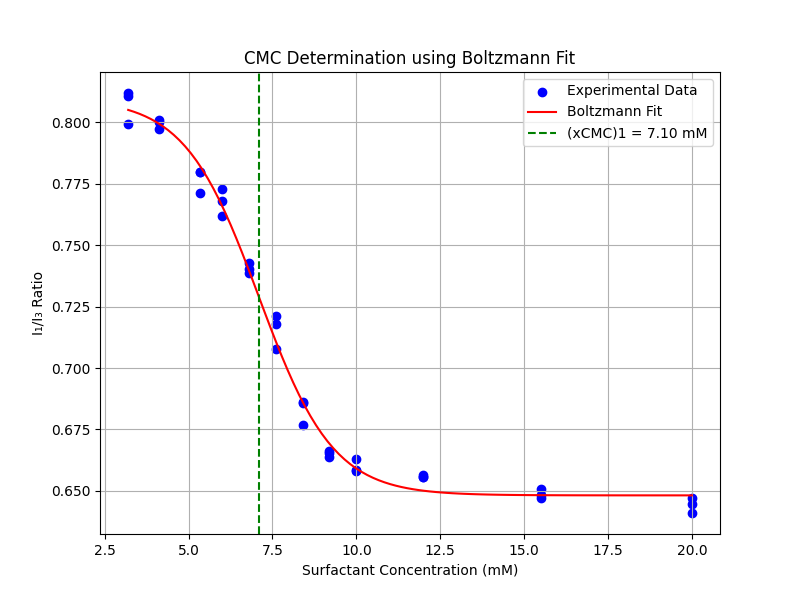 CMC Determination using Boltzmann Fit
Experimental Data
Boltzmann Fit
(xCMC)1 = 7.10 mM
I₁/I₃ Ratio
0.800
0.775
0.750
0.725
0.700
0.675
0.650
2.5 5.0 7.5 10.0 12.5 15.0 17.5 20.0
Surfactant Concentration (mM)